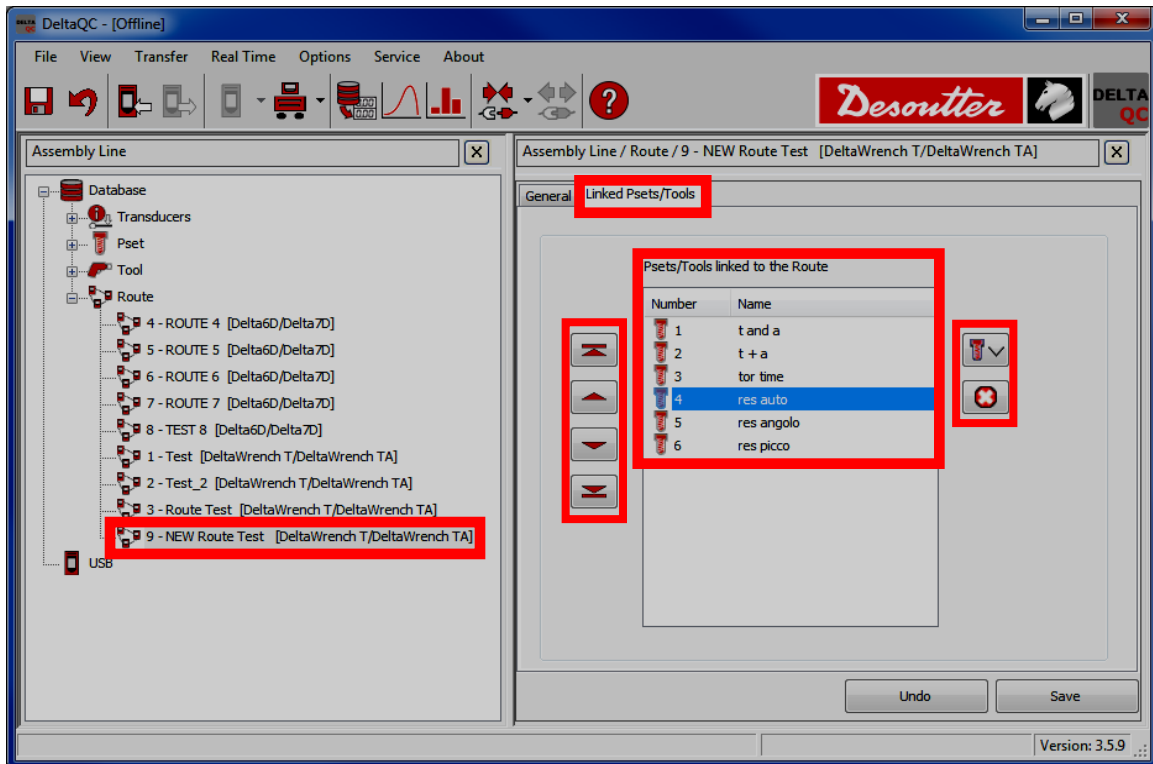 DeltaQC - [Offline]
File View Transfer Real Time Options Service About
Desoutter
DELTA QC
Assembly Line
Database
Transducers
Pset
Tool
Route
4 - ROUTE 4 [Delta6D/Delta7D]
5 - ROUTE 5 [Delta6D/Delta7D]
6 - ROUTE 6 [Delta6D/Delta7D]
7 - ROUTE 7 [Delta6D/Delta7D]
8 - TEST 8 [Delta6D/Delta7D]
1 - Test [DeltaWrench T/DeltaWrench TA]
2 - Test_2 [DeltaWrench T/DeltaWrench TA]
3 - Route Test [DeltaWrench T/DeltaWrench TA]
9 - NEW Route Test [DeltaWrench T/DeltaWrench TA]
USB
Assembly Line / Route / 9 - NEW Route Test [DeltaWrench T/DeltaWrench TA]
General Linked Psets/Tools
Psets/Tools linked to the Route
Number Name
1 t and a
2 t + a
3 tor time
4 res auto
5 res angolo
6 res picco
Undo Save
Version: 3.5.9